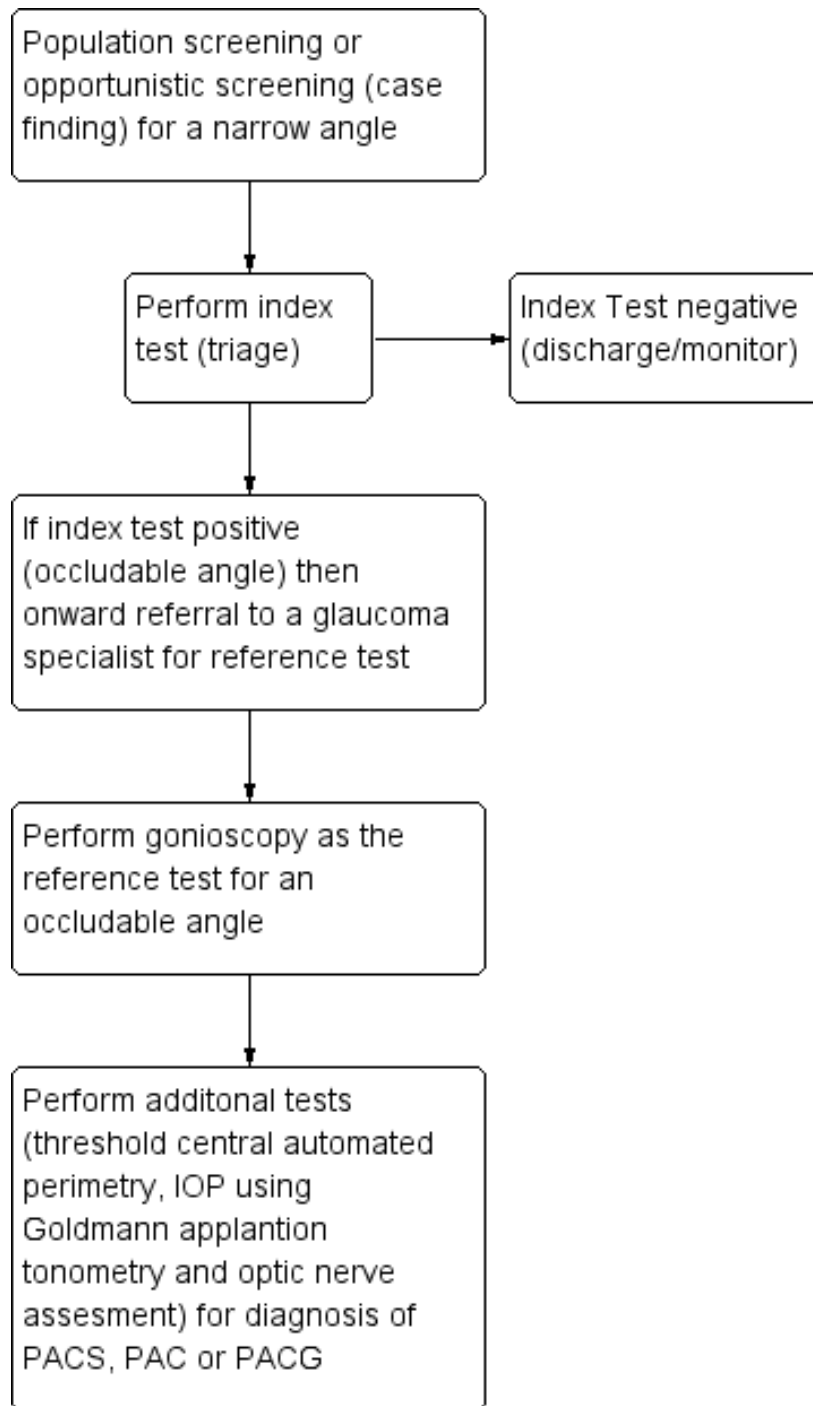 Population screening or
opportunistic screening (case
finding) for a narrow angle
Perform index
test (triage)
Index Test negative
(discharge/monitor)
If index test positive
(occludable angle) then
onward referral to a glaucoma
specialist for reference test
Perform gonioscopy as the
reference test for an
occludable angle
Perform additonal tests
(threshold central automated
perimetry, IOP using
Goldmann applantion
tonometry and optic nerve
assesment) for diagnosis of
PACS, PAC or PACG